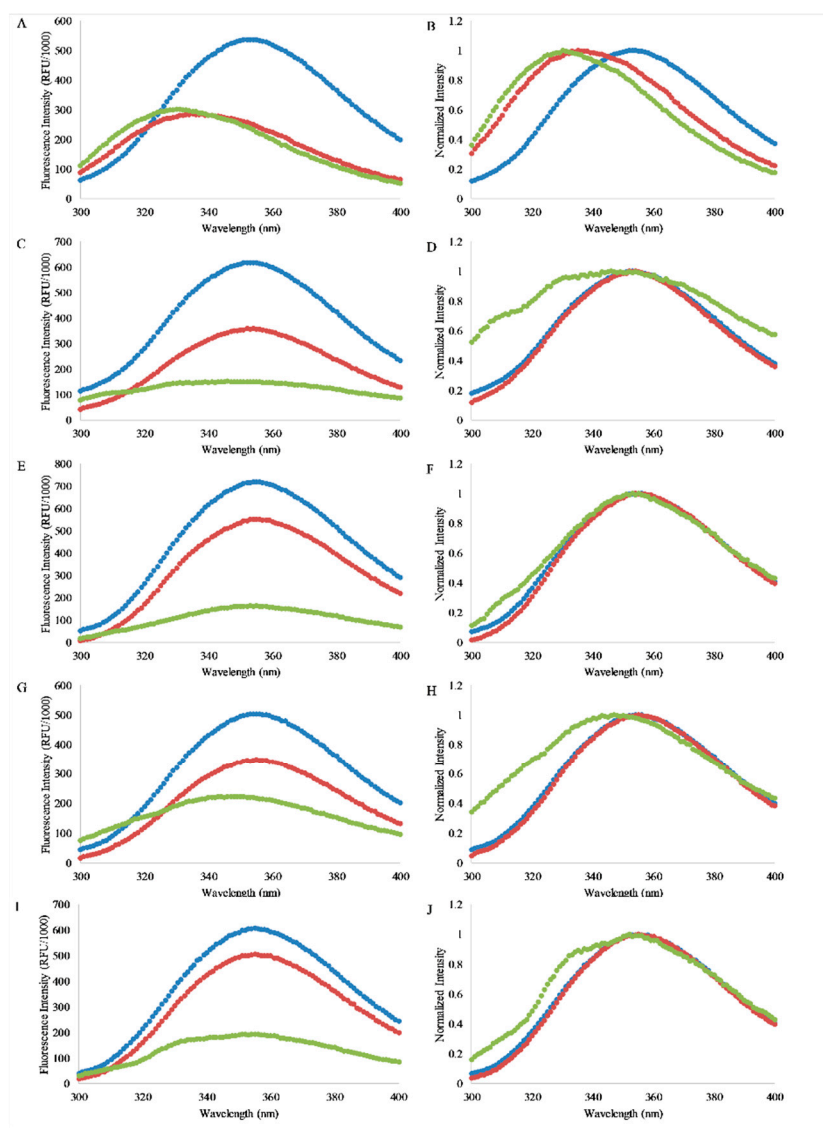 A
Fluorescence Intensity (RFU/1000)
600
500
400
300
200
100
0
300 320 340 360 380 400
Wavelength (nm)
B
Normalized Intensity
1.2
1
0.8
0.6
0.4
0.2
0
300 320 340 360 380 400
Wavelength (nm)
C
Fluorescence Intensity (RFU/1000)
700
600
500
400
300
200
100
0
300 320 340 360 380 400
Wavelength (nm)
D
Normalized Intensity
1.2
1
0.8
0.6
0.4
0.2
0
300 320 340 360 380 400
Wavelength (nm)
E
Fluorescence Intensity (RFU/1000)
800
700
600
500
400
300
200
100
0
300 320 340 360 380 400
Wavelength (nm)
F
Normalized Intensity
1.2
1
0.8
0.6
0.4
0.2
0
300 320 340 360 380 400
Wavelength (nm)
G
Fluorescence Intensity (RFU/1000)
600
500
400
300
200
100
0
300 320 340 360 380 400
Wavelength (nm)
H
Normalized Intensity
1.2
1
0.8
0.6
0.4
0.2
0
300 320 340 360 380 400
Wavelength (nm)
I
Fluorescence Intensity (RFU/1000)
700
600
500
400
300
200
100
0
300 320 340 360 380 400
Wavelength (nm)
J
Normalized Intensity
1.2
1
0.8
0.6
0.4
0.2
0
300 320 340 360 380 400
Wavelength (nm)